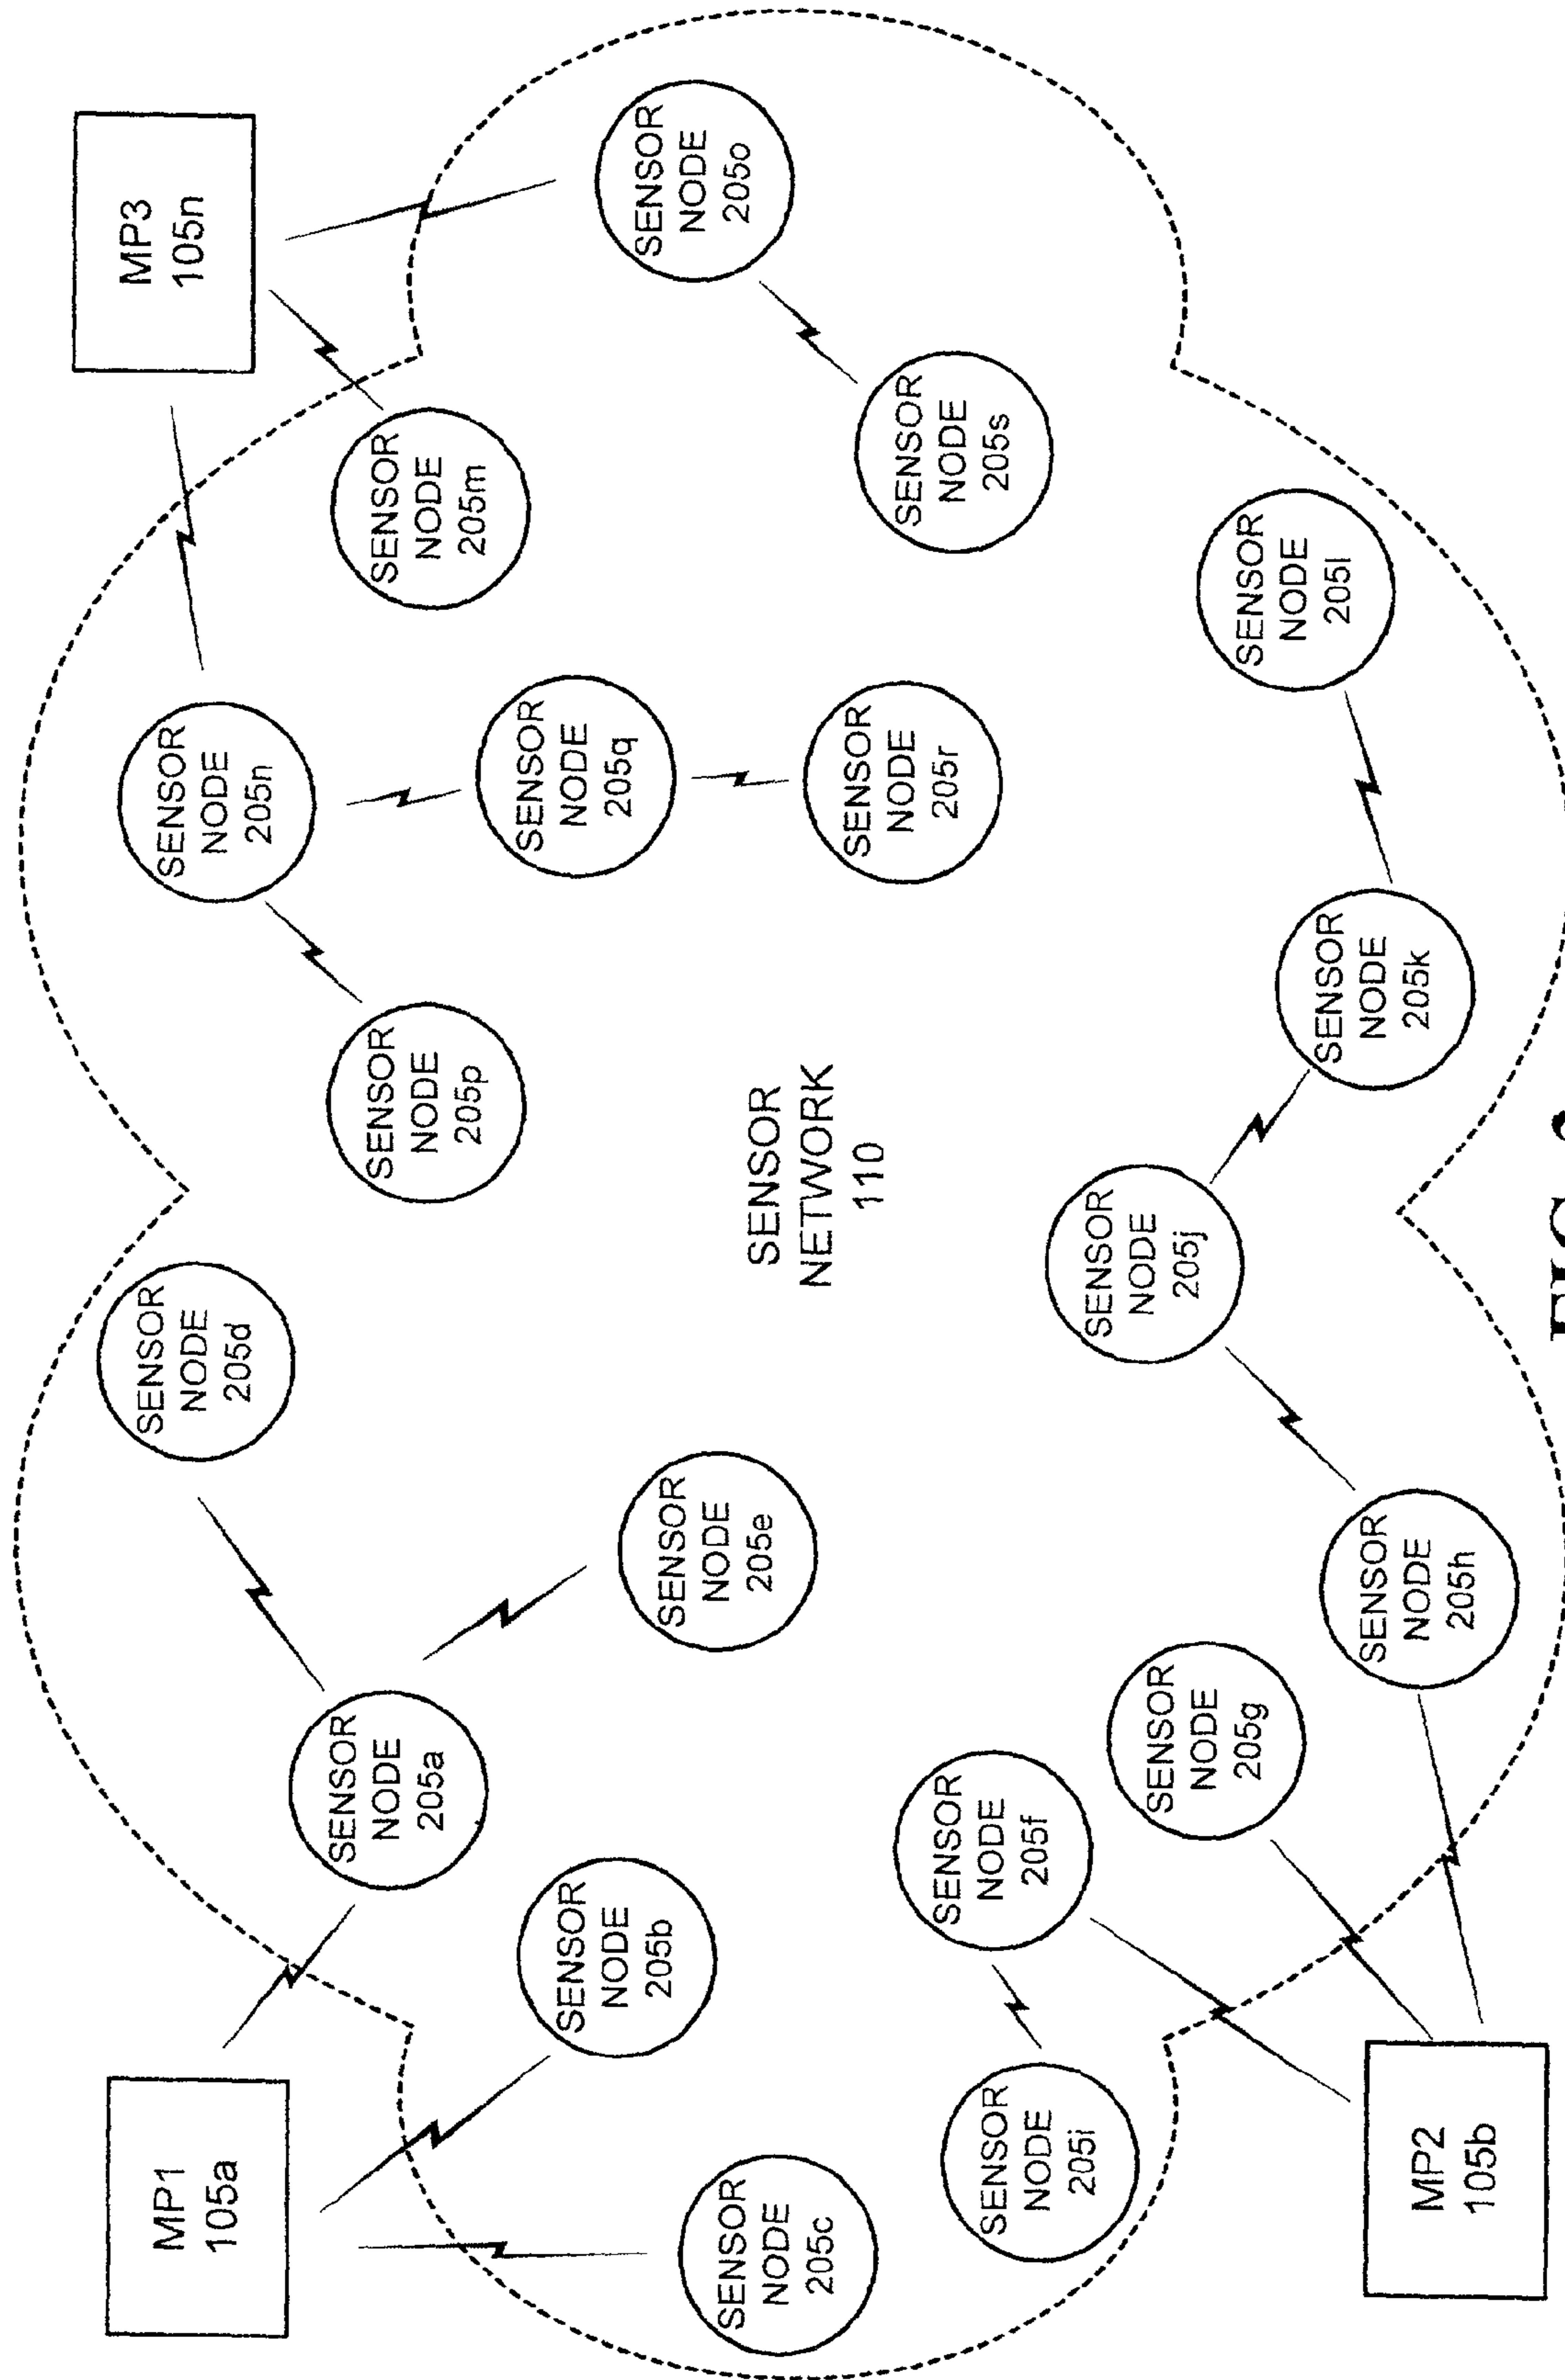 MP1
105a
MP3
105n
SENSOR
NODE
205d
SENSOR
NODE
205n
SENSOR
NODE
205a
SENSOR
NODE
205p
SENSOR
NODE
205m
SENSOR
NODE
205q
SENSOR
NODE
205b
SENSOR
NODE
205o
SENSOR
NODE
205e
SENSOR
NODE
205c
SENSOR
NETWORK
110
SENSOR
NODE
205r
SENSOR
NODE
205s
SENSOR
NODE
205f
SENSOR
NODE
205i
SENSOR
NODE
205j
SENSOR
NODE
205g
SENSOR
NODE
205l
SENSOR
NODE
205k
SENSOR
NODE
205h
MP2
105b